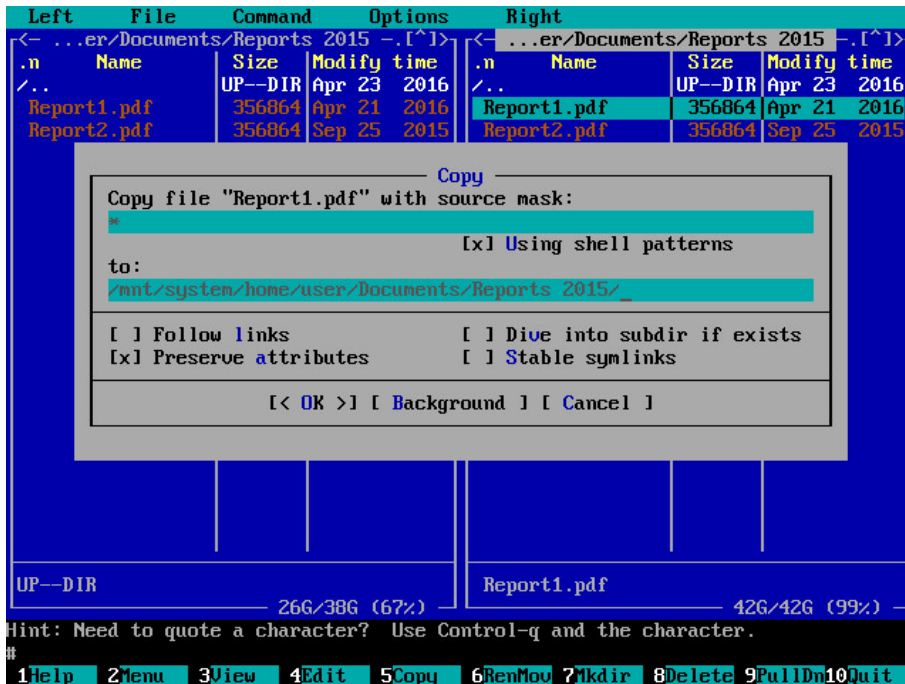 Left File Command Options Right
<- ...er/Documents/Reports 2015 -.[^]> <- ...er/Documents/Reports 2015 -.[^]>
.n Name Size Modify time .n Name Size Modify time
/.. UP--DIR Apr 23 2016 /.. UP--DIR Apr 23 2016
Report1.pdf 356864 Apr 21 2016 Report1.pdf 356864 Apr 21 2016
Report2.pdf 356864 Sep 25 2015 Report2.pdf 356864 Sep 25 2015
Copy
Copy file "Report1.pdf" with source mask:
*
[x] Using shell patterns
to:
/mnt/system/home/user/Documents/Reports 2015/_
[ ] Follow links [ ] Dive into subdir if exists
[x] Preserve attributes [ ] Stable symlinks
[< OK >] [ Background ] [ Cancel ]
UP--DIR Report1.pdf
26G/38G (67%) 42G/42G (99%)
Hint: Need to quote a character? Use Control-q and the character.
#
1Help 2Menu 3View 4Edit 5Copy 6RenMov 7Mkdir 8Delete 9PullDn 10Quit